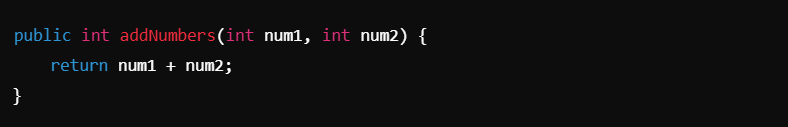 public int addNumbers(int num1, int num2) {
    return num1 + num2;
}